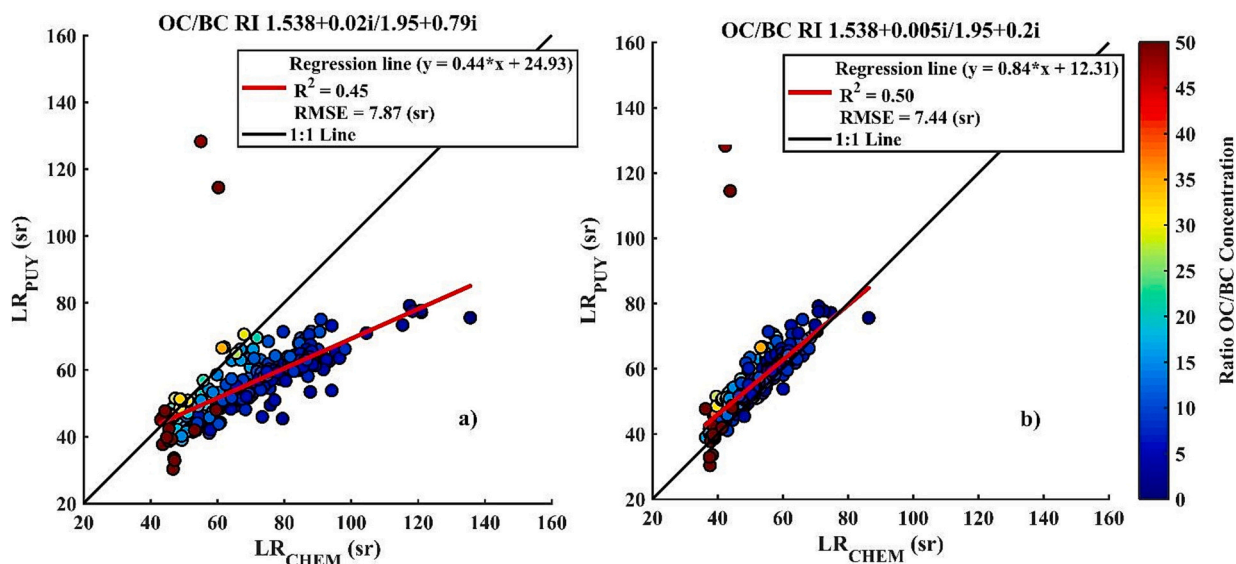 OC/BC RI 1.538+0.02i/1.95+0.79i
160
140
120
100
80
60
40
20
LR_PUY (sr)
Regression line (y = 0.44*x + 24.93)
R² = 0.45
RMSE = 7.87 (sr)
1:1 Line
a)
20 40 60 80 100 120 140 160
LR_CHEM (sr)
OC/BC RI 1.538+0.005i/1.95+0.2i
160
140
120
100
80
60
40
20
LR_PUY (sr)
Regression line (y = 0.84*x + 12.31)
R² = 0.50
RMSE = 7.44 (sr)
1:1 Line
b)
20 40 60 80 100 120 140 160
LR_CHEM (sr)
50
45
40
35
30
25
20
15
10
5
0
Ratio OC/BC Concentration